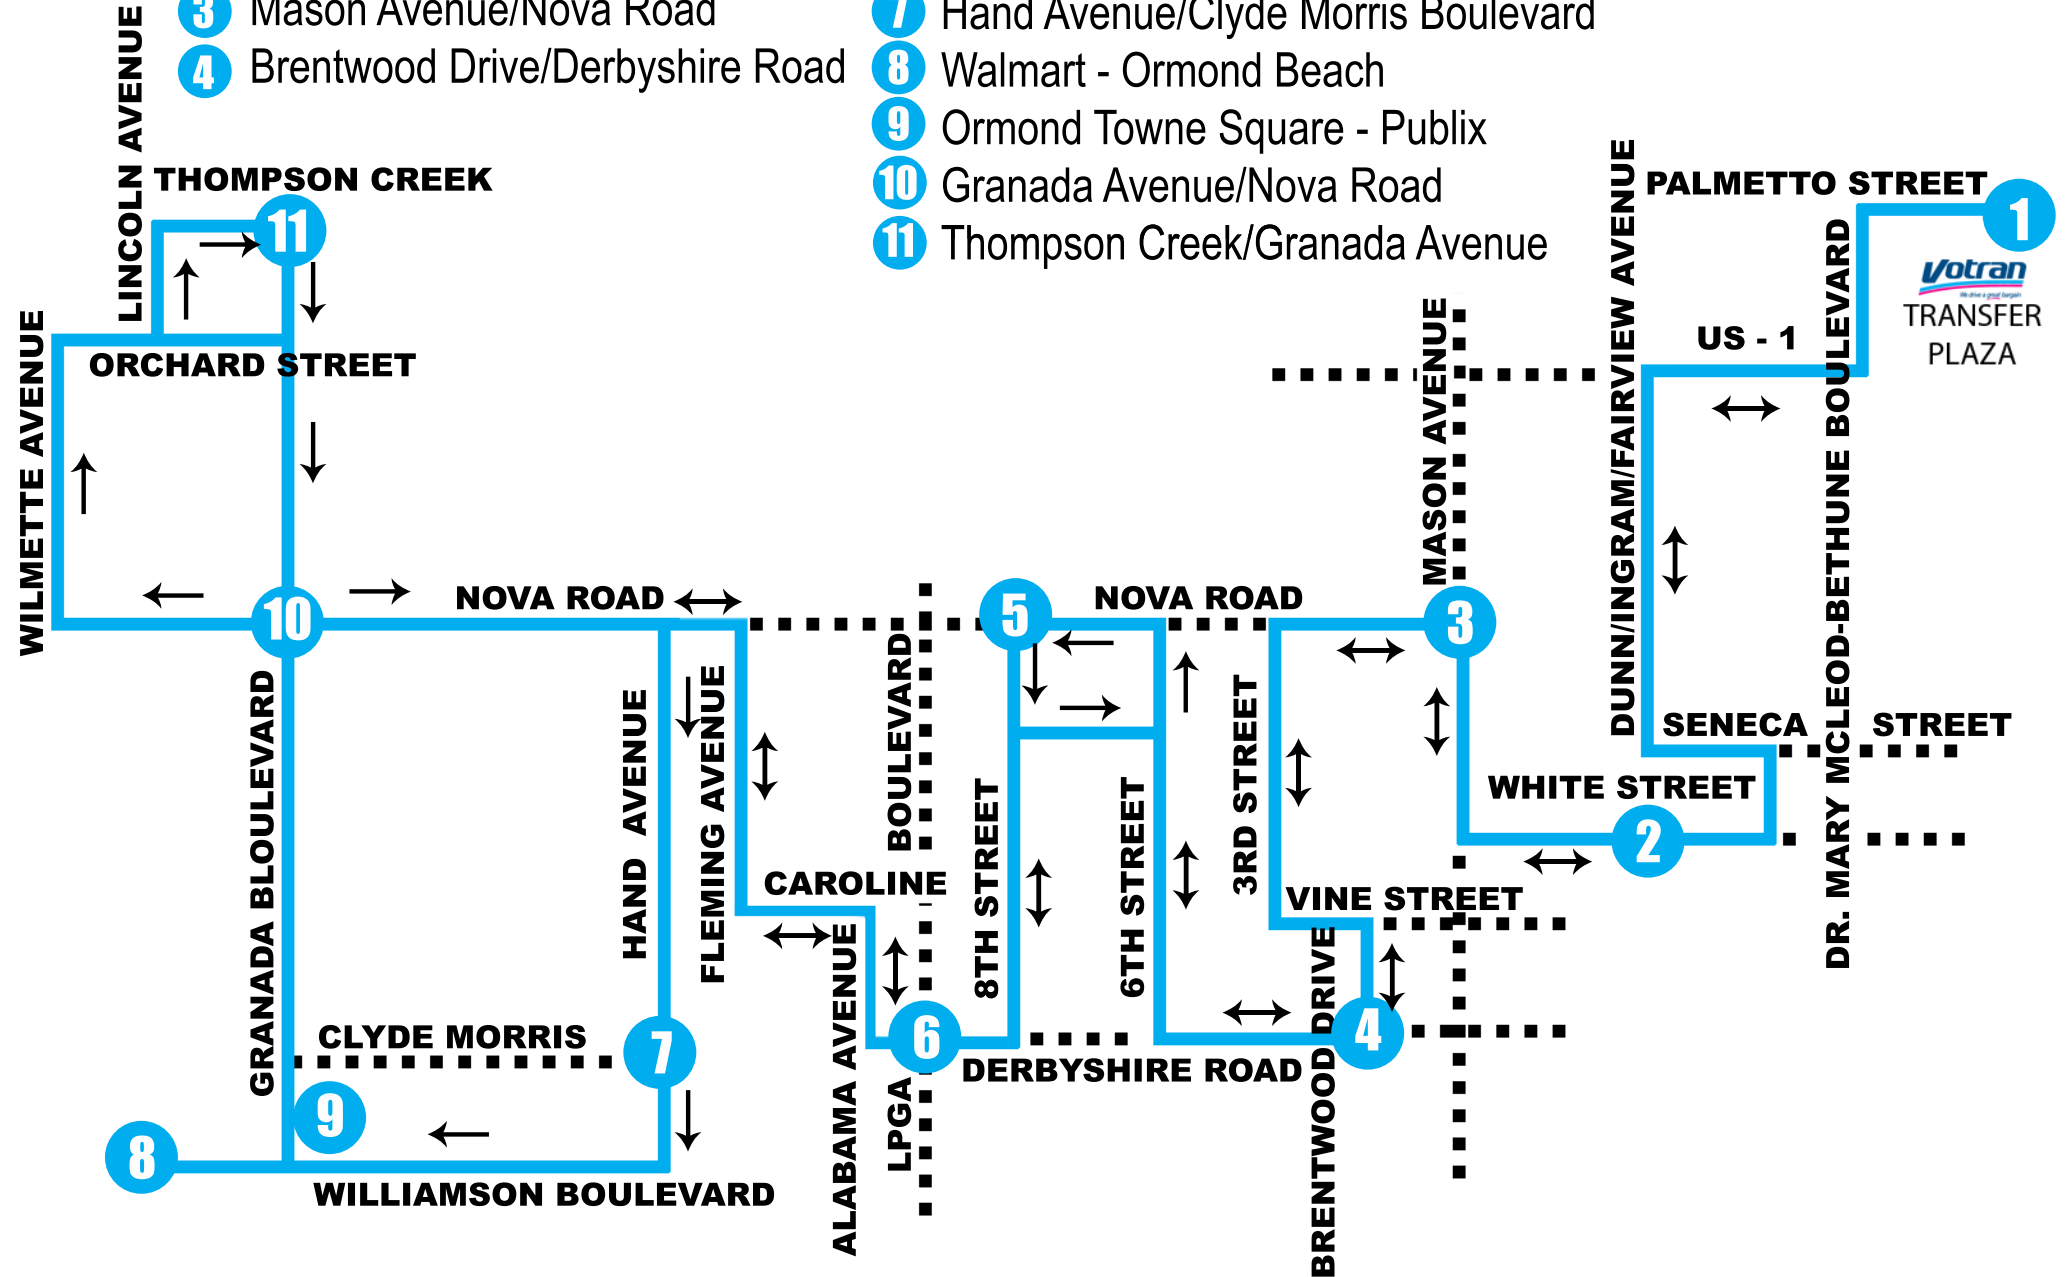 3 Mason Avenue/Nova Road
4 Brentwood Drive/Derbyshire Road
7 Hand Avenue/Clyde Morris Boulevard
8 Walmart - Ormond Beach
9 Ormond Towne Square - Publix
10 Granada Avenue/Nova Road
11 Thompson Creek/Granada Avenue
LINCOLN AVENUE
THOMPSON CREEK
11
WILMETTE AVENUE
ORCHARD STREET
10
NOVA ROAD
GRANADA BLOULEVARD
HAND AVENUE
FLEMING AVENUE
CLYDE MORRIS
7
9
8
WILLIAMSON BOULEVARD
CAROLINE
ALABAMA AVENUE
LPGA BOULEVARD
6
5
NOVA ROAD
8TH STREET
6TH STREET
3RD STREET
DERBYSHIRE ROAD
VINE STREET
BRENTWOOD DRIVE
4
MASON AVENUE
3
WHITE STREET
2
SENECA STREET
DUNN/INGRAM/FAIRVIEW AVENUE
US - 1
DR. MARY MCLEOD-BETHUNE BOULEVARD
PALMETTO STREET
1
Votran
We drive a great bargain
TRANSFER
PLAZA